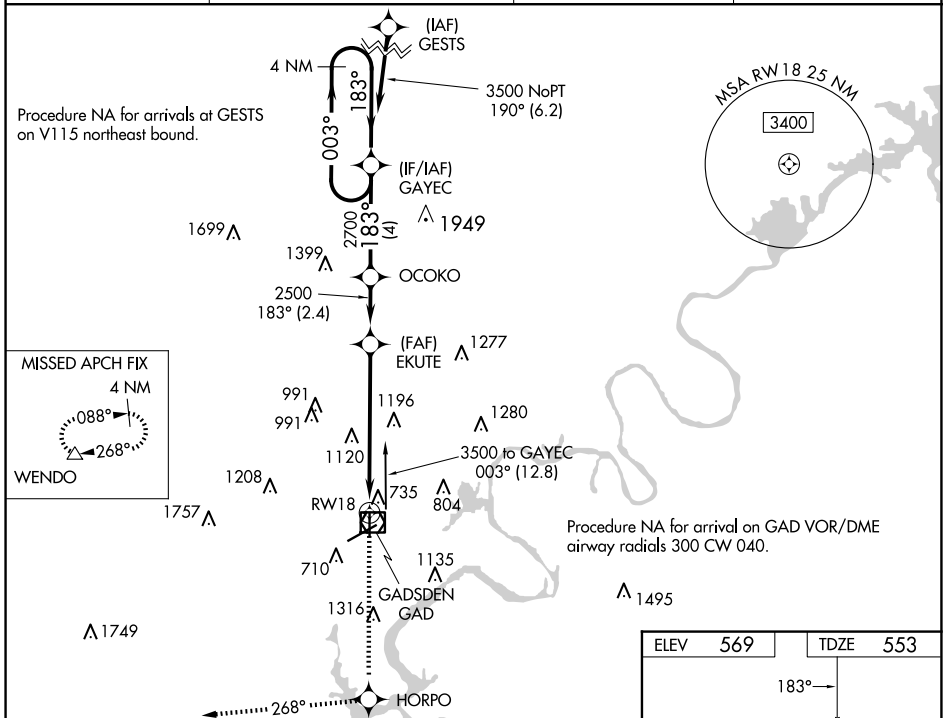 (IAF)
GESTS
4 NM
183°
003°
3500 NoPT
190° (6.2)
Procedure NA for arrivals at GESTS
on V115 northeast bound.
MSA RW18 25 NM
3400
(IF/IAF)
GAYEC
1949
1699
1399
2700
183°
(4)
OCOKO
2500
183° (2.4)
(FAF)
EKUTE
1277
MISSED APCH FIX
4 NM
088°
268°
WENDO
991
991
1196
1280
1120
3500 to GAYEC
003° (12.8)
1208
735
804
RW18
1757
Procedure NA for arrival on GAD VOR/DME
airway radials 300 CW 040.
710
1135
GADSDEN
GAD
1495
1316
1749
ELEV 569
TDZE 553
183°
HORPO
268°